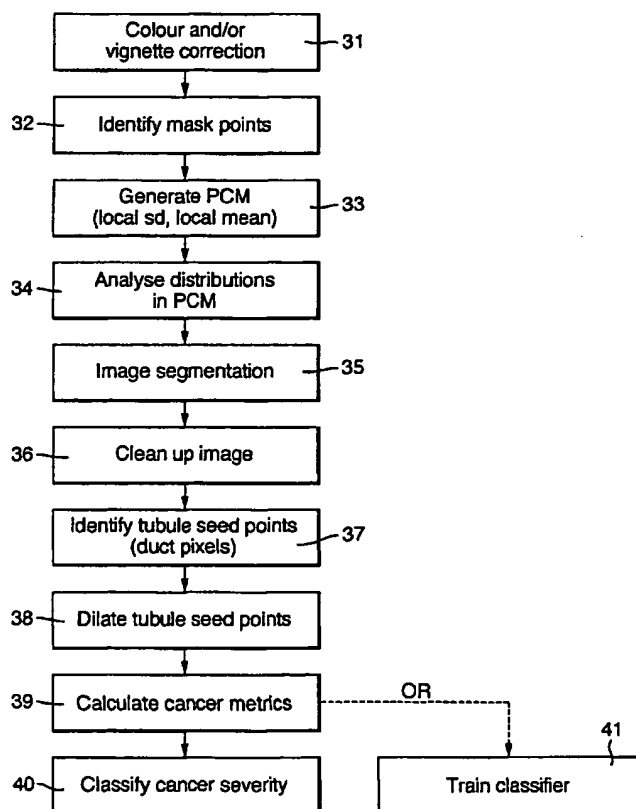 Colour and/or
vignette correction
31
32
Identify mask points
Generate PCM
(local sd, local mean)
33
34
Analyse distributions
in PCM
Image segmentation
35
36
Clean up image
Identify tubule seed points
(duct pixels)
37
38
Dilate tubule seed points
39
Calculate cancer metrics
OR
40
Classify cancer severity
41
Train classifier